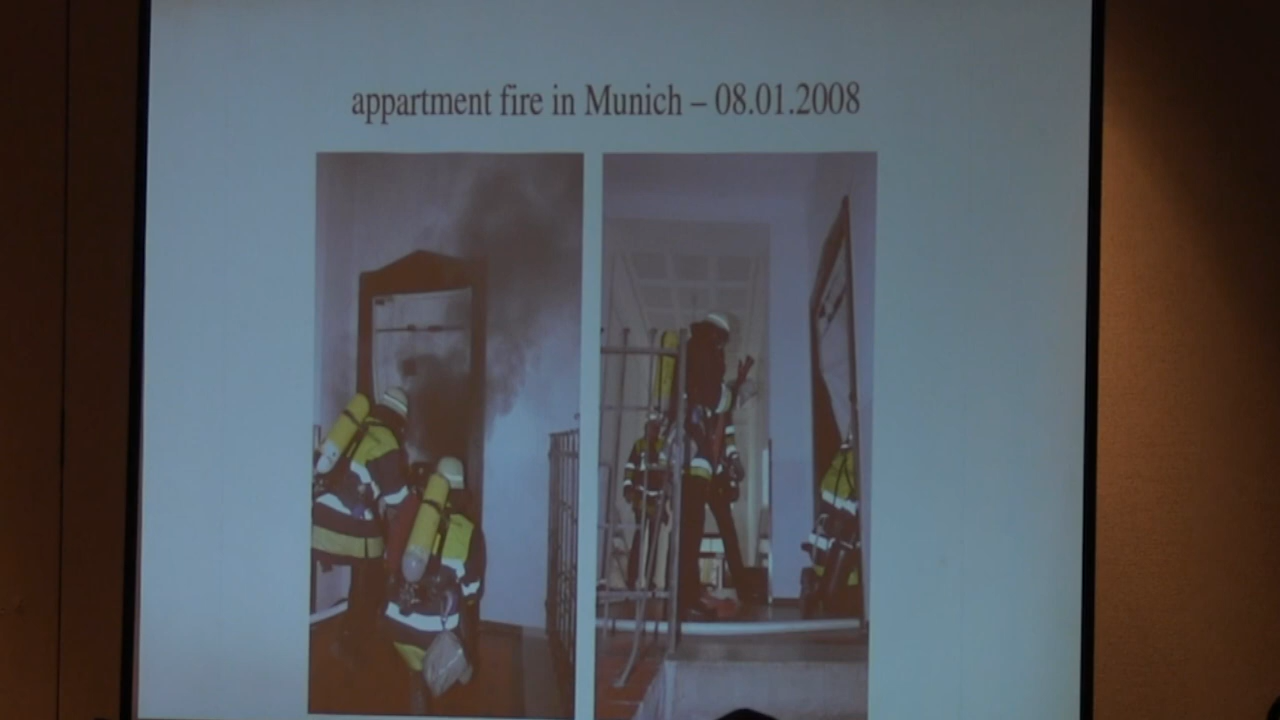 appartment fire in Munich – 08.01.2008